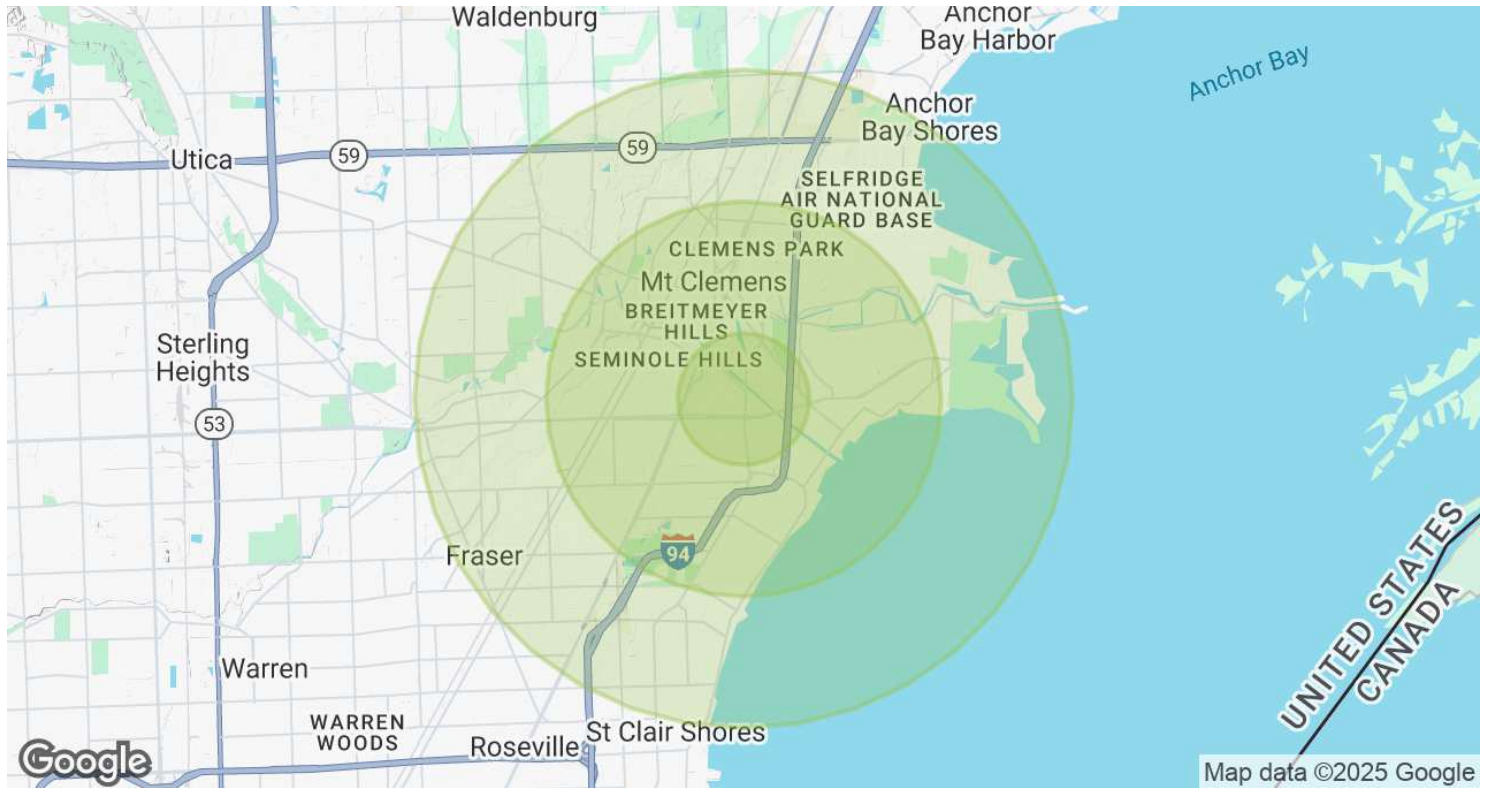 Waldenburg
Anchor
Bay Harbor
Anchor Bay
Anchor
Bay Shores
59
59
Utica
SELFRIDGE
AIR NATIONAL
GUARD BASE
CLEMENS PARK
Mt Clemens
BREITMEYER
HILLS
SEMINOLE HILLS
Sterling
Heights
53
94
Fraser
UNITED STATES
CANADA
Warren
WARREN
WOODS
St Clair Shores
Roseville
Google
Map data ©2025 Google